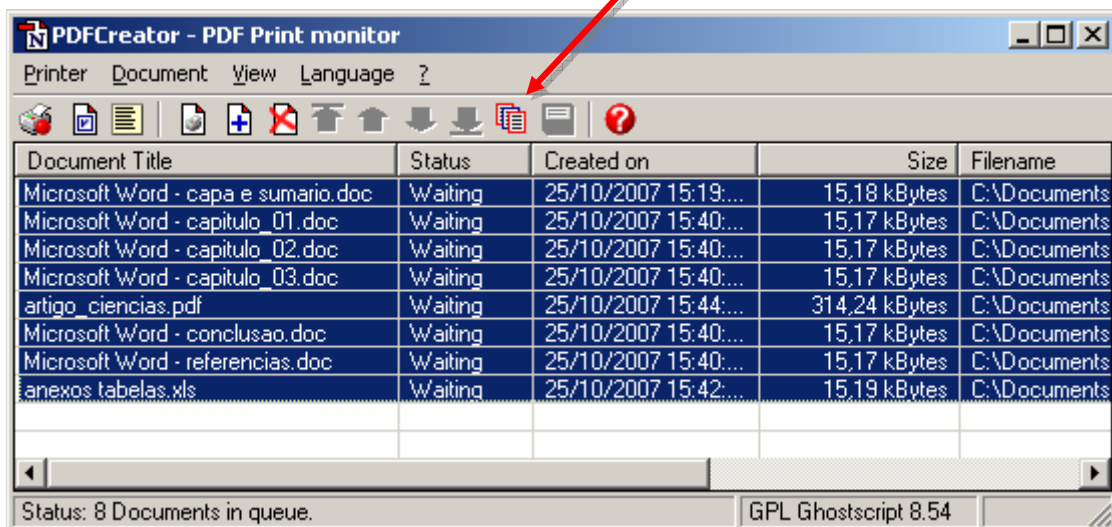 PDFCreator - PDF Print monitor
Printer Document View Language ?
Document Title Status Created on Size Filename
Microsoft Word - capa e sumario.doc Waiting 25/10/2007 15:19:... 15,18 kBytes C:\Documents
Microsoft Word - capitulo_01.doc Waiting 25/10/2007 15:40:... 15,17 kBytes C:\Documents
Microsoft Word - capitulo_02.doc Waiting 25/10/2007 15:40:... 15,17 kBytes C:\Documents
Microsoft Word - capitulo_03.doc Waiting 25/10/2007 15:40:... 15,17 kBytes C:\Documents
artigo_ciencias.pdf Waiting 25/10/2007 15:44:... 314,24 kBytes C:\Documents
Microsoft Word - conclusao.doc Waiting 25/10/2007 15:40:... 15,17 kBytes C:\Documents
Microsoft Word - referencias.doc Waiting 25/10/2007 15:40:... 15,17 kBytes C:\Documents
anexos tabelas.xls Waiting 25/10/2007 15:42:... 15,19 kBytes C:\Documents
Status: 8 Documents in queue. GPL Ghostscript 8.54